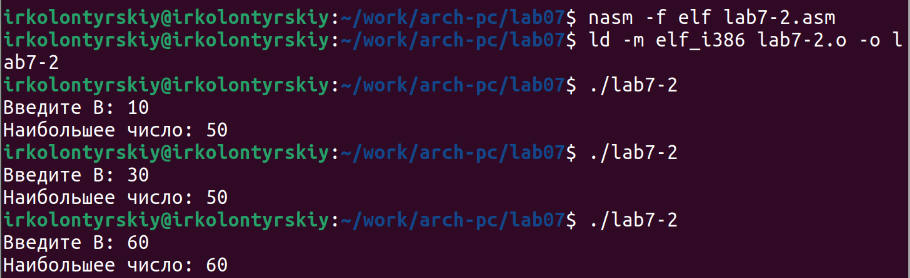 irkolontyrskiy@irkolontyrskiy:~/work/arch-pc/lab07$ nasm -f elf lab7-2.asm
irkolontyrskiy@irkolontyrskiy:~/work/arch-pc/lab07$ ld -m elf_i386 lab7-2.o -o l
ab7-2
irkolontyrskiy@irkolontyrskiy:~/work/arch-pc/lab07$ ./lab7-2
Введите B: 10
Наибольшее число: 50
irkolontyrskiy@irkolontyrskiy:~/work/arch-pc/lab07$ ./lab7-2
Введите B: 30
Наибольшее число: 50
irkolontyrskiy@irkolontyrskiy:~/work/arch-pc/lab07$ ./lab7-2
Введите B: 60
Наибольшее число: 60